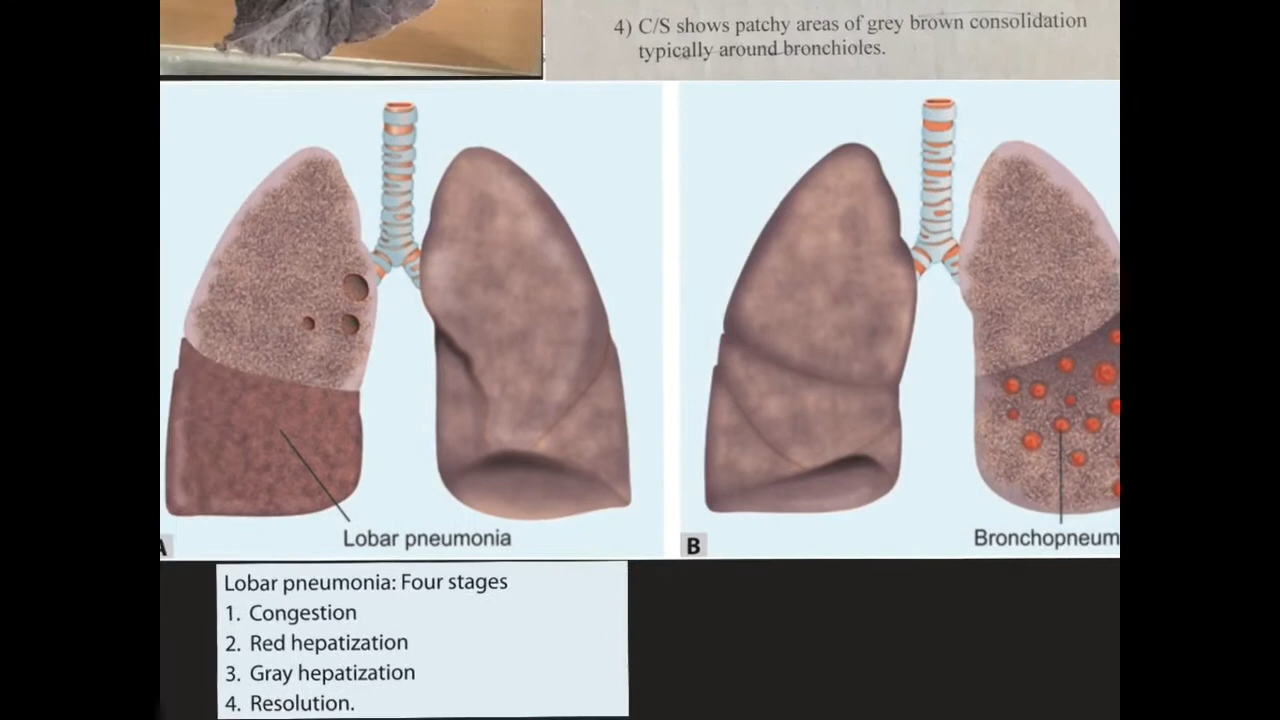 4) C/S shows patchy areas of grey brown consolidation
typically around bronchioles.
Lobar pneumonia
A
B
Bronchopneum
Lobar pneumonia: Four stages
1. Congestion
2. Red hepatization
3. Gray hepatization
4. Resolution.